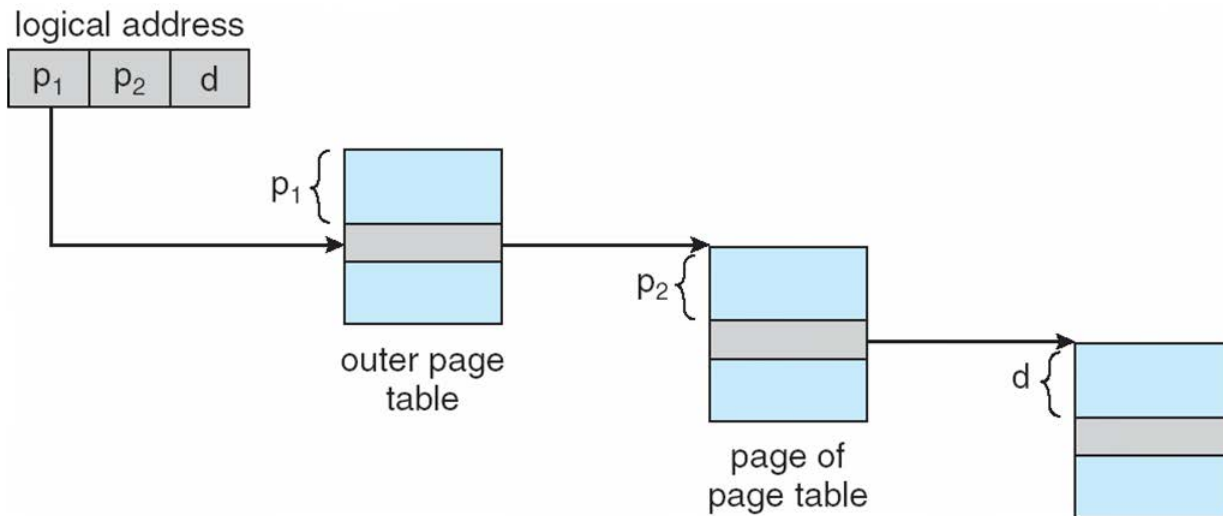 logical address
p₁ p₂ d
p₁
outer page
table
p₂
page of
page table
d